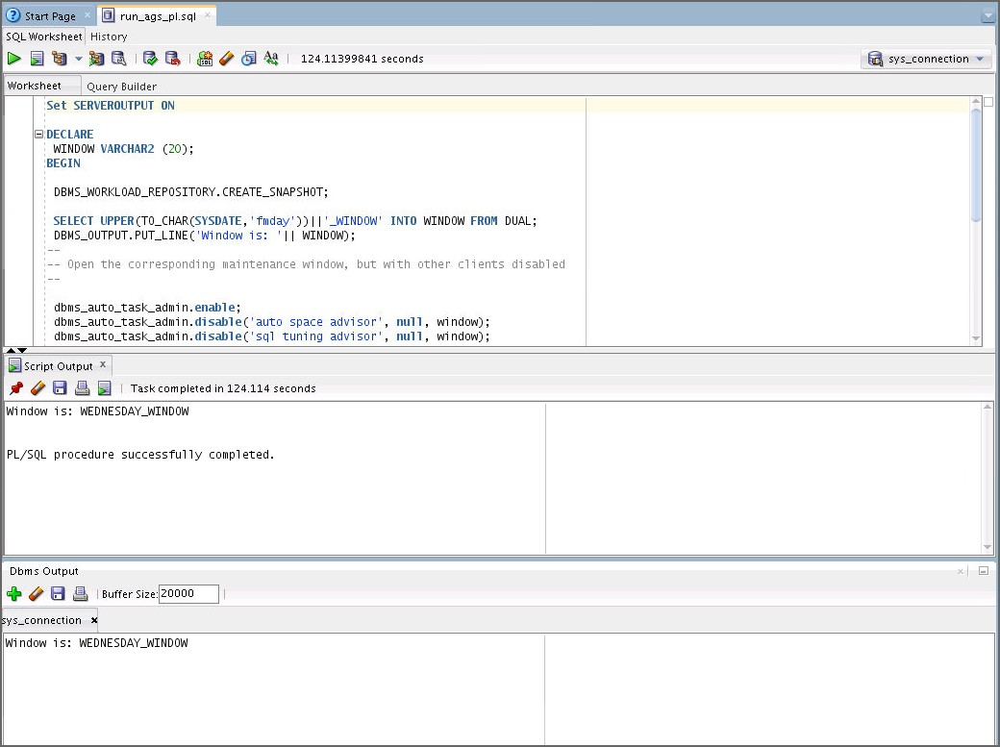 Start Page
run_ags_pl.sql
SQL Worksheet History
124.11399841 seconds
sys_connection
Worksheet Query Builder
Set SERVEROUTPUT ON
DECLARE
WINDOW VARCHAR2 (20);
BEGIN
DBMS_WORKLOAD_REPOSITORY.CREATE_SNAPSHOT;
SELECT UPPER(TO_CHAR(SYSDATE,'fmday'))||'_WINDOW' INTO WINDOW FROM DUAL;
DBMS_OUTPUT.PUT_LINE('Window is: '|| WINDOW);
--
-- Open the corresponding maintenance window, but with other clients disabled
--
dbms_auto_task_admin.enable;
dbms_auto_task_admin.disable('auto space advisor', null, window);
dbms_auto_task_admin.disable('sql tuning advisor', null, window);
Script Output
Task completed in 124.114 seconds
Window is: WEDNESDAY_WINDOW
PL/SQL procedure successfully completed.
Dbms Output
Buffer Size: 20000
sys_connection
Window is: WEDNESDAY_WINDOW